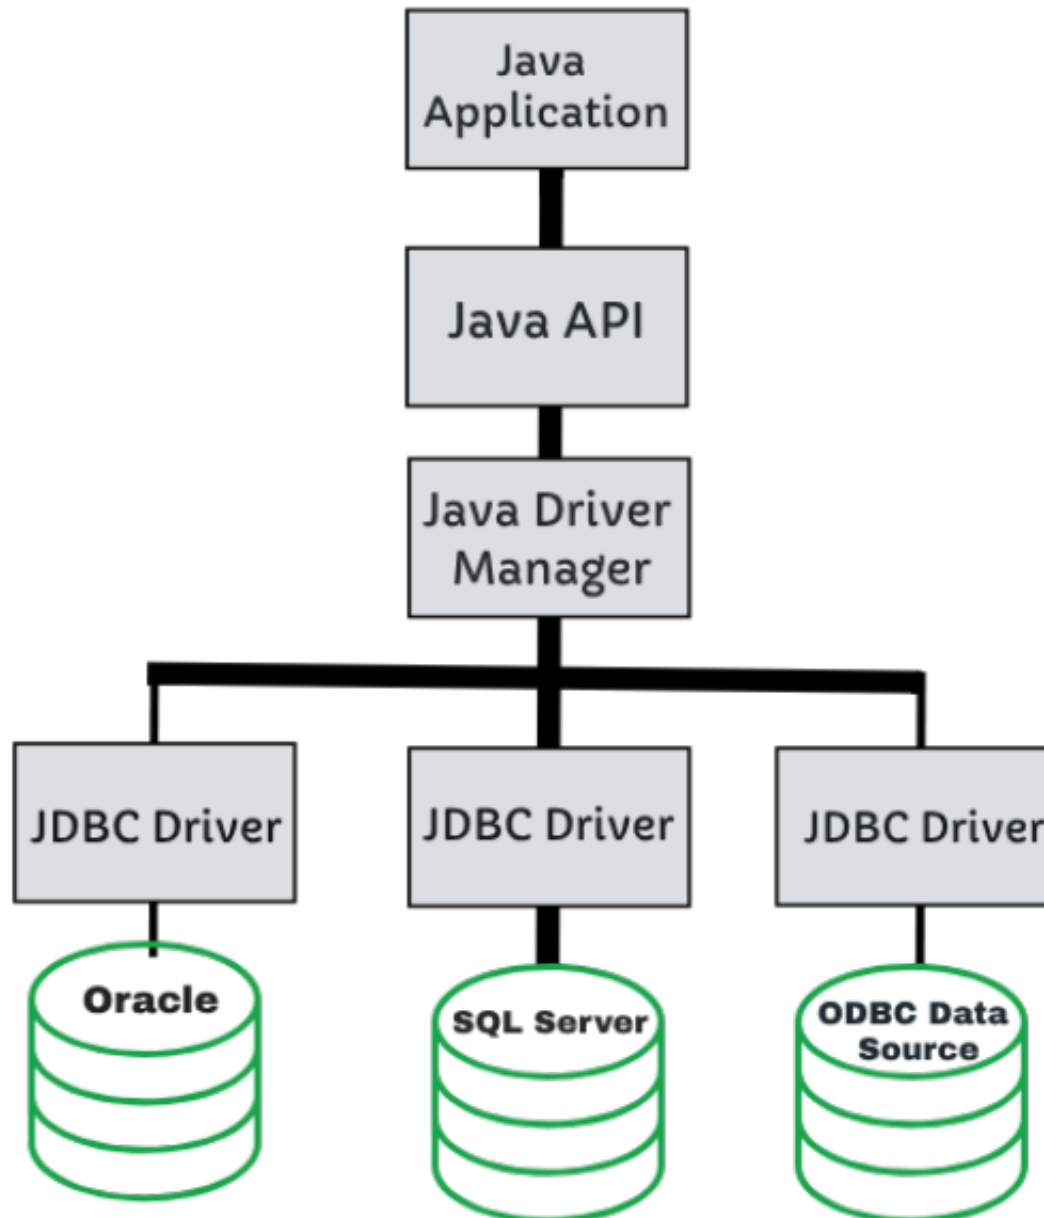 Java
Application
Java API
Java Driver
Manager
JDBC Driver
JDBC Driver
JDBC Driver
Oracle
SQL Server
ODBC Data
Source